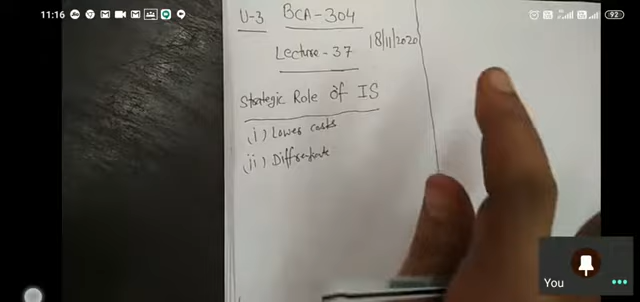 11:16
92
U-3 BCA-304
Lecture-37 18/11/2020
Strategic Role of IS
(i) Lower costs
(ii) Diffrentiate
You